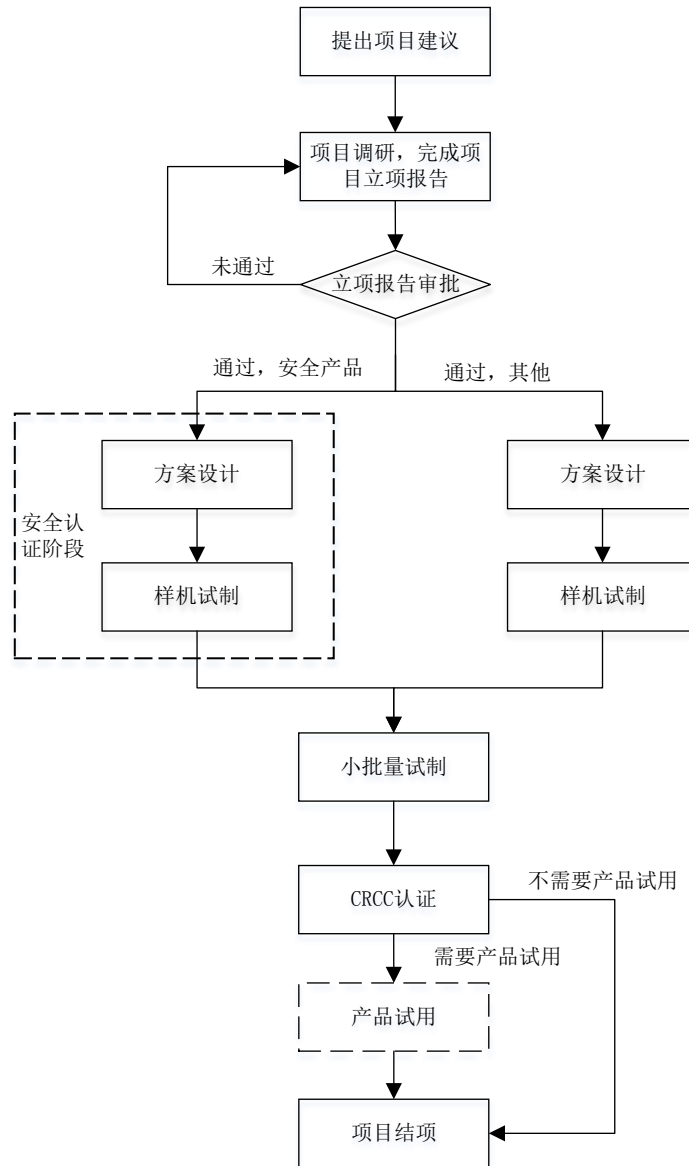 提出项目建议
项目调研，完成项
目立项报告
未通过
立项报告审批
通过，安全产品
通过，其他
方案设计
方案设计
安全认
证阶段
样机试制
样机试制
小批量试制
CRCC认证
不需要产品试用
需要产品试用
产品试用
项目结项